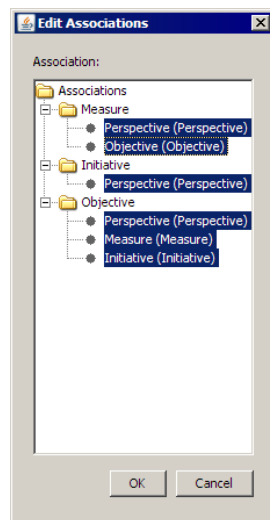 Edit Associations
Association:
Associations
Measure
Perspective (Perspective)
Objective (Objective)
Initiative
Perspective (Perspective)
Objective
Perspective (Perspective)
Measure (Measure)
Initiative (Initiative)
OK Cancel